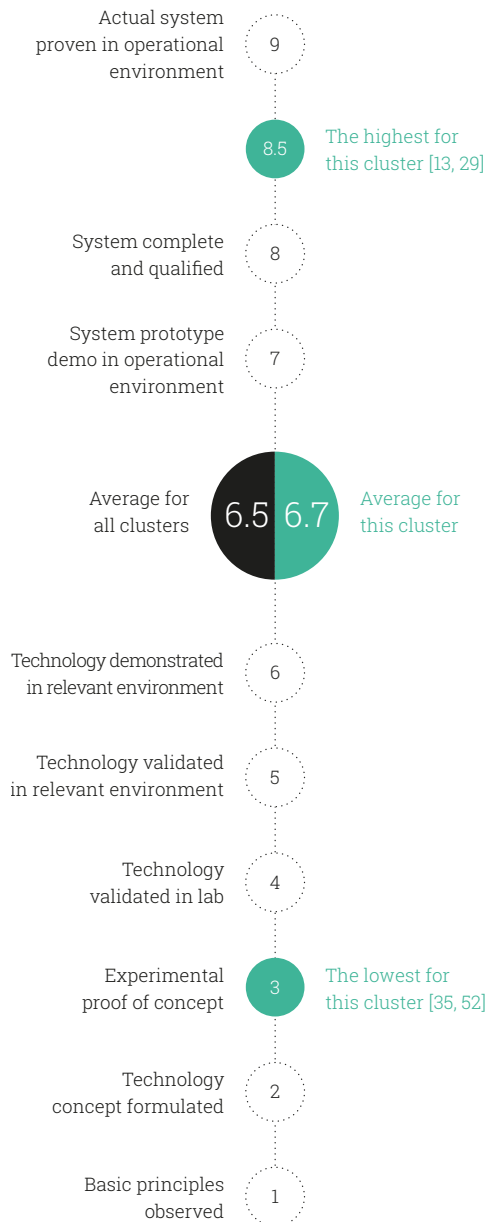 Actual system
proven in operational
environment
9
8.5
The highest for
this cluster [13, 29]
System complete
and qualified
8
System prototype
demo in operational
environment
7
Average for
all clusters
6.5 6.7
Average for
this cluster
Technology demonstrated
in relevant environment
6
Technology validated
in relevant environment
5
Technology
validated in lab
4
Experimental
proof of concept
3
The lowest for
this cluster [35, 52]
Technology
concept formulated
2
Basic principles
observed
1